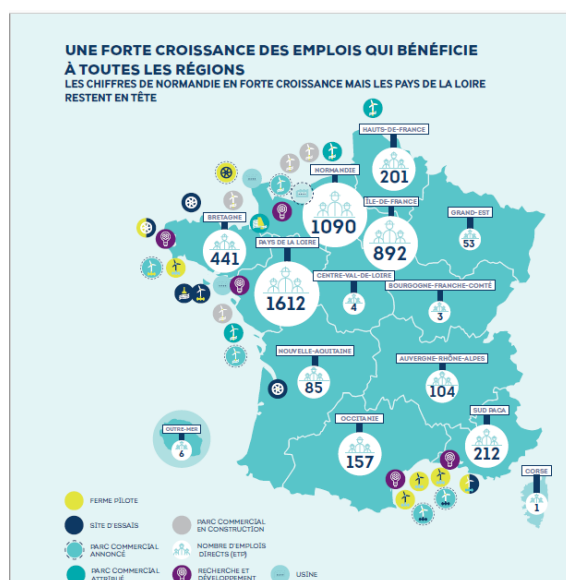 UNE FORTE CROISSANCE DES EMPLOIS QUI BÉNÉFICIE
À TOUTES LES RÉGIONS
LES CHIFFRES DE NORMANDIE EN FORTE CROISSANCE MAIS LES PAYS DE LA LOIRE
RESTENT EN TÊTE
HAUTS-DE-FRANCE
201
NORMANDIE
1090
ÎLE-DE-FRANCE
892
GRAND-EST
53
BRETAGNE
441
PAYS DE LA LOIRE
1612
CENTRE-VAL-DE-LOIRE
4
BOURGOGNE-FRANCHE-COMTÉ
3
NOUVELLE-AQUITAINE
85
AUVERGNE-RHÔNE-ALPES
104
OCCITANIE
157
SUD PACA
212
OUTRE-MER
6
CORSE
1
FERME PILOTE
SITE D'ESSAIS
PARC COMMERCIAL
ANNONCÉ
PARC COMMERCIAL
ATTRIBUÉ
PARC COMMERCIAL
EN CONSTRUCTION
NOMBRE D'EMPLOIS
DIRECTS (ETP)
RECHERCHE ET
DÉVELOPPEMENT
USINE